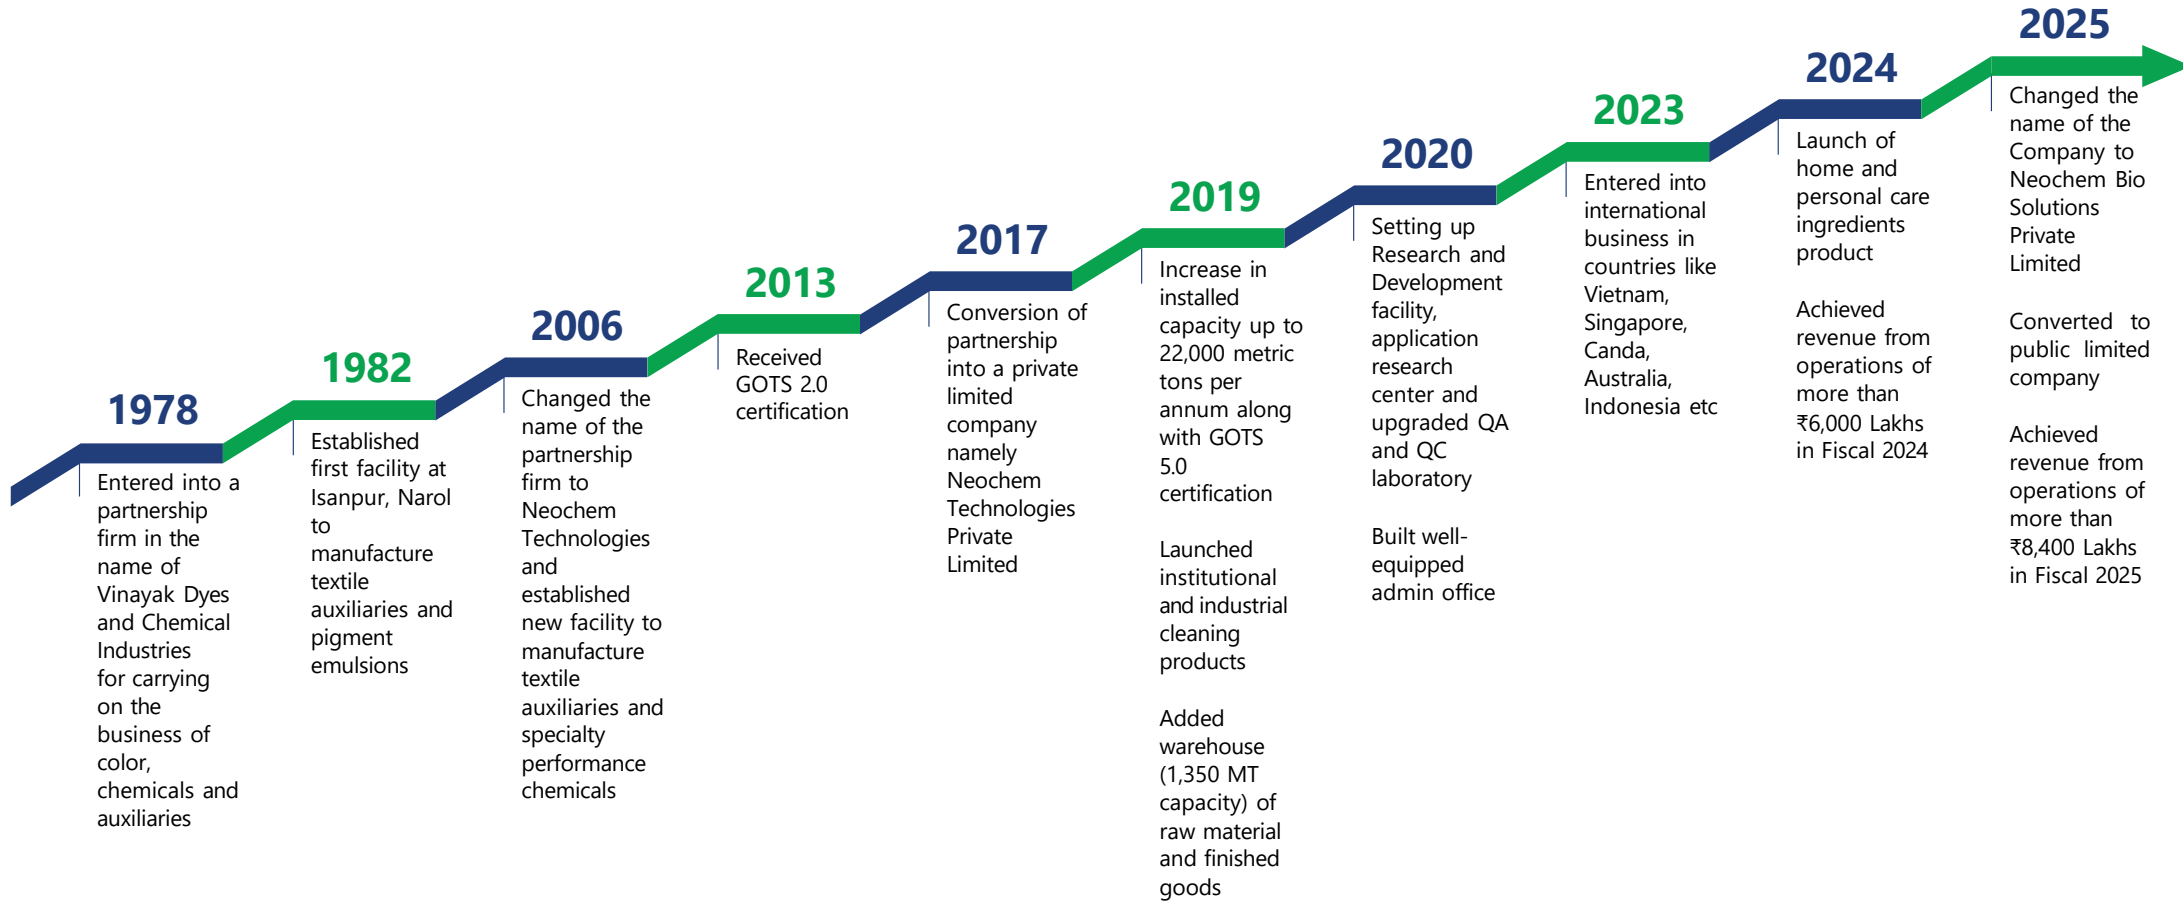 1978
Entered into a
partnership
firm in the
name of
Vinayak Dyes
and Chemical
Industries
for carrying
on the
business of
color,
chemicals and
auxiliaries
1982
Established
first facility at
Isanpur, Narol
to
manufacture
textile
auxiliaries and
pigment
emulsions
2006
Changed the
name of the
partnership
firm to
Neochem
Technologies
and
established
new facility to
manufacture
textile
auxiliaries and
specialty
performance
chemicals
2013
Received
GOTS 2.0
certification
2017
Conversion of
partnership
into a private
limited
company
namely
Neochem
Technologies
Private
Limited
2019
Increase in
installed
capacity up to
22,000 metric
tons per
annum along
with GOTS
5.0
certification
Launched
institutional
and industrial
cleaning
products
Added
warehouse
(1,350 MT
capacity) of
raw material
and finished
goods
2020
Setting up
Research and
Development
facility,
application
research
center and
upgraded QA
and QC
laboratory
Built well-
equipped
admin office
2023
Entered into
international
business in
countries like
Vietnam,
Singapore,
Canda,
Australia,
Indonesia etc
2024
Launch of
home and
personal care
ingredients
product
Achieved
revenue from
operations of
more than
₹6,000 Lakhs
in Fiscal 2024
2025
Changed the
name of the
Company to
Neochem Bio
Solutions
Private
Limited
Converted to
public limited
company
Achieved
revenue from
operations of
more than
₹8,400 Lakhs
in Fiscal 2025